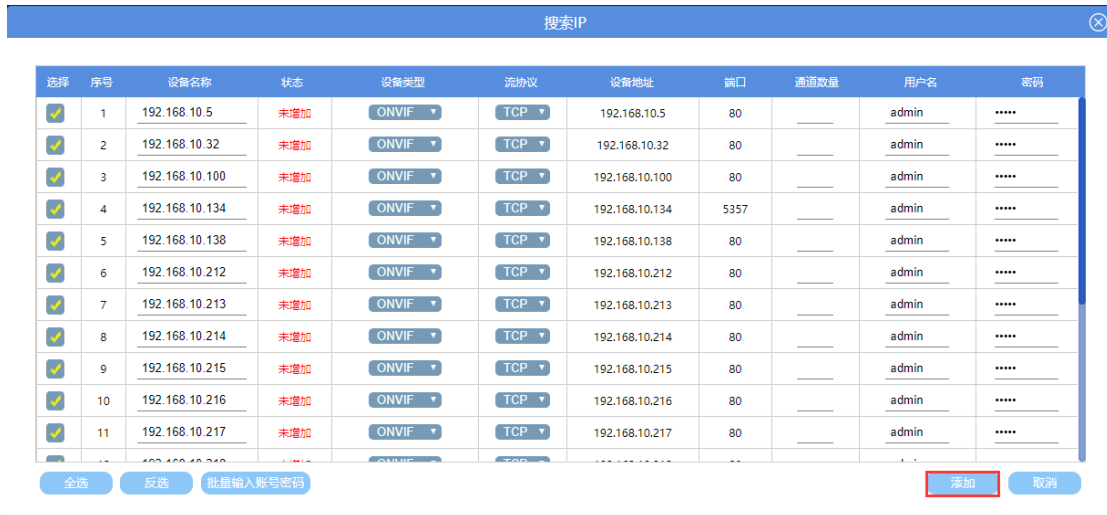 搜索IP
选择 序号 设备名称 状态 设备类型 流协议 设备地址 端口 通道数量 用户名 密码
1 192.168.10.5 未增加 ONVIF TCP 192.168.10.5 80 admin •••••
2 192.168.10.32 未增加 ONVIF TCP 192.168.10.32 80 admin •••••
3 192.168.10.100 未增加 ONVIF TCP 192.168.10.100 80 admin •••••
4 192.168.10.134 未增加 ONVIF TCP 192.168.10.134 5357 admin •••••
5 192.168.10.138 未增加 ONVIF TCP 192.168.10.138 80 admin •••••
6 192.168.10.212 未增加 ONVIF TCP 192.168.10.212 80 admin •••••
7 192.168.10.213 未增加 ONVIF TCP 192.168.10.213 80 admin •••••
8 192.168.10.214 未增加 ONVIF TCP 192.168.10.214 80 admin •••••
9 192.168.10.215 未增加 ONVIF TCP 192.168.10.215 80 admin •••••
10 192.168.10.216 未增加 ONVIF TCP 192.168.10.216 80 admin •••••
11 192.168.10.217 未增加 ONVIF TCP 192.168.10.217 80 admin •••••
全选 反选 批量输入账号密码 添加 取消